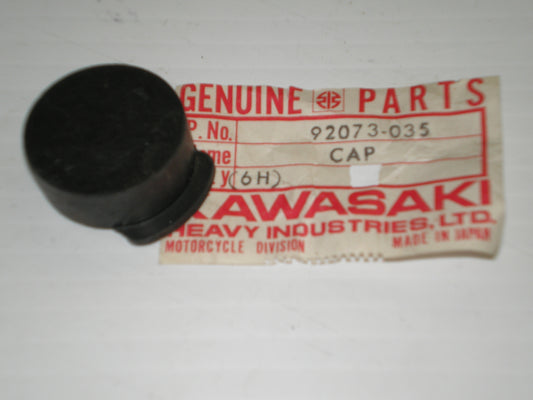 GENUINE PARTS
P. No. 92073-035
me CAP
y (6H)
KAWASAKI
HEAVY INDUSTRIES, LTD.
MOTORCYCLE DIVISION MADE IN JAPAN